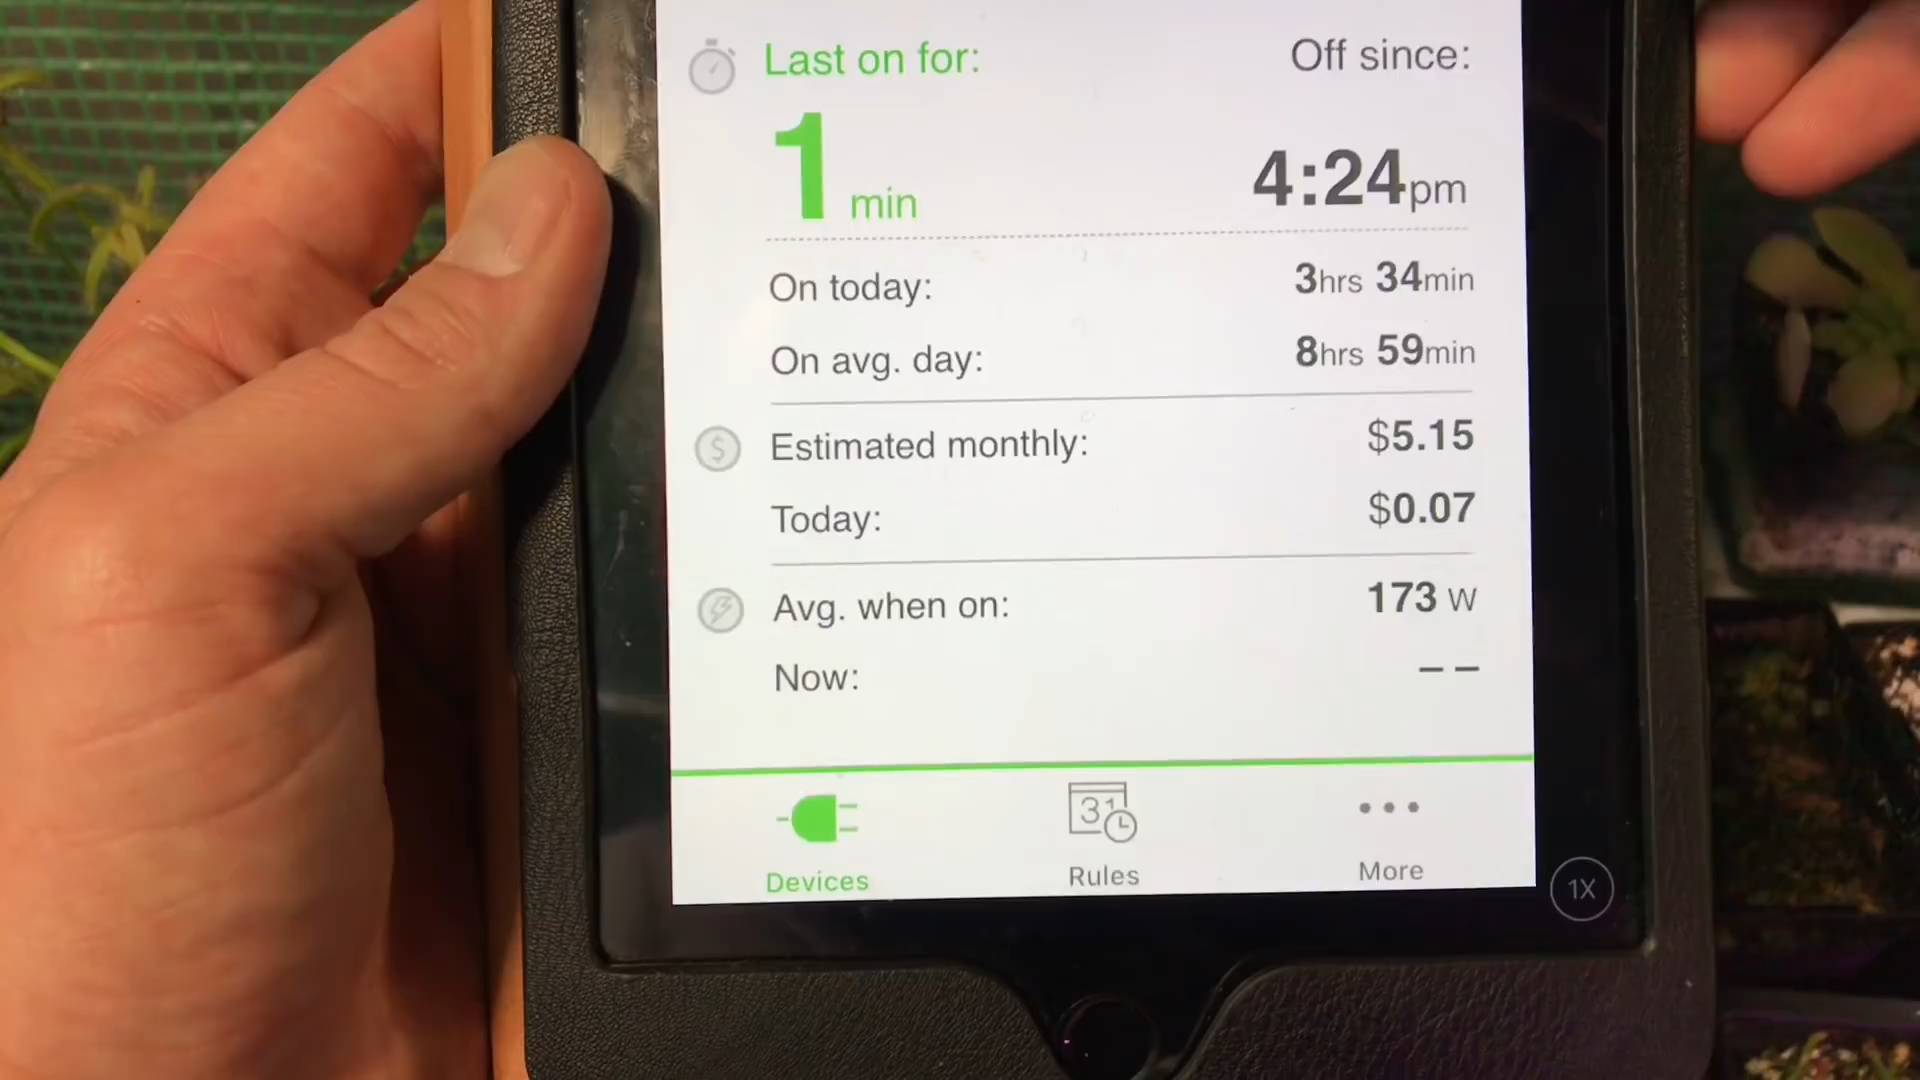 Last on for: Off since:
1 min 4:24pm
On today: 3hrs 34min
On avg. day: 8hrs 59min
$ Estimated monthly: $5.15
Today: $0.07
Avg. when on: 173 W
Now: – –
31
Devices Rules More
1X